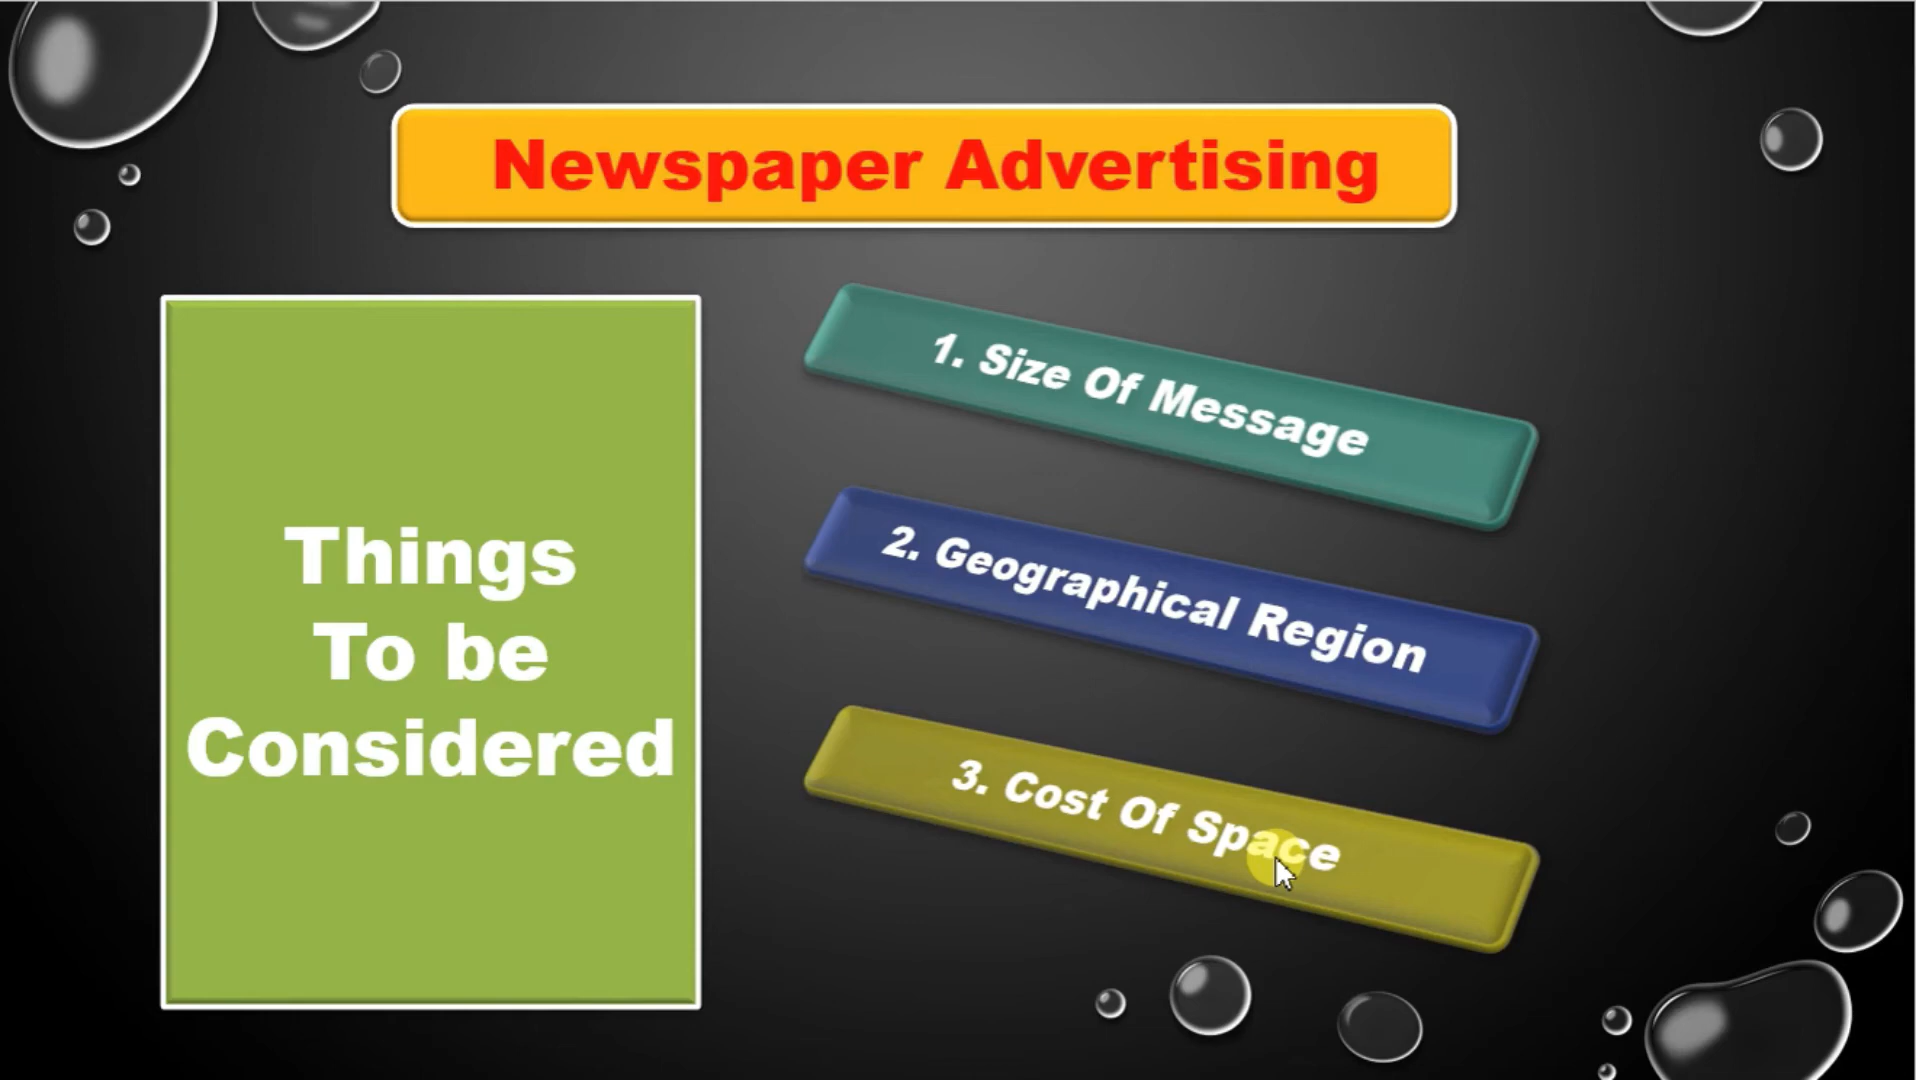 Newspaper Advertising
Things
To be
Considered
1. Size Of Message
2. Geographical Region
3. Cost Of Space